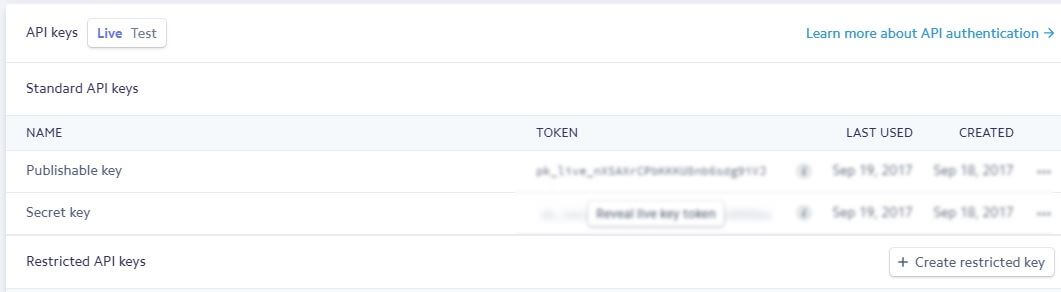 API keys Live Test Learn more about API authentication →
Standard API keys
NAME TOKEN LAST USED CREATED
Publishable key Sep 19, 2017 Sep 18, 2017 •••
Secret key Reveal live key token Sep 19, 2017 Sep 18, 2017 •••
Restricted API keys + Create restricted key